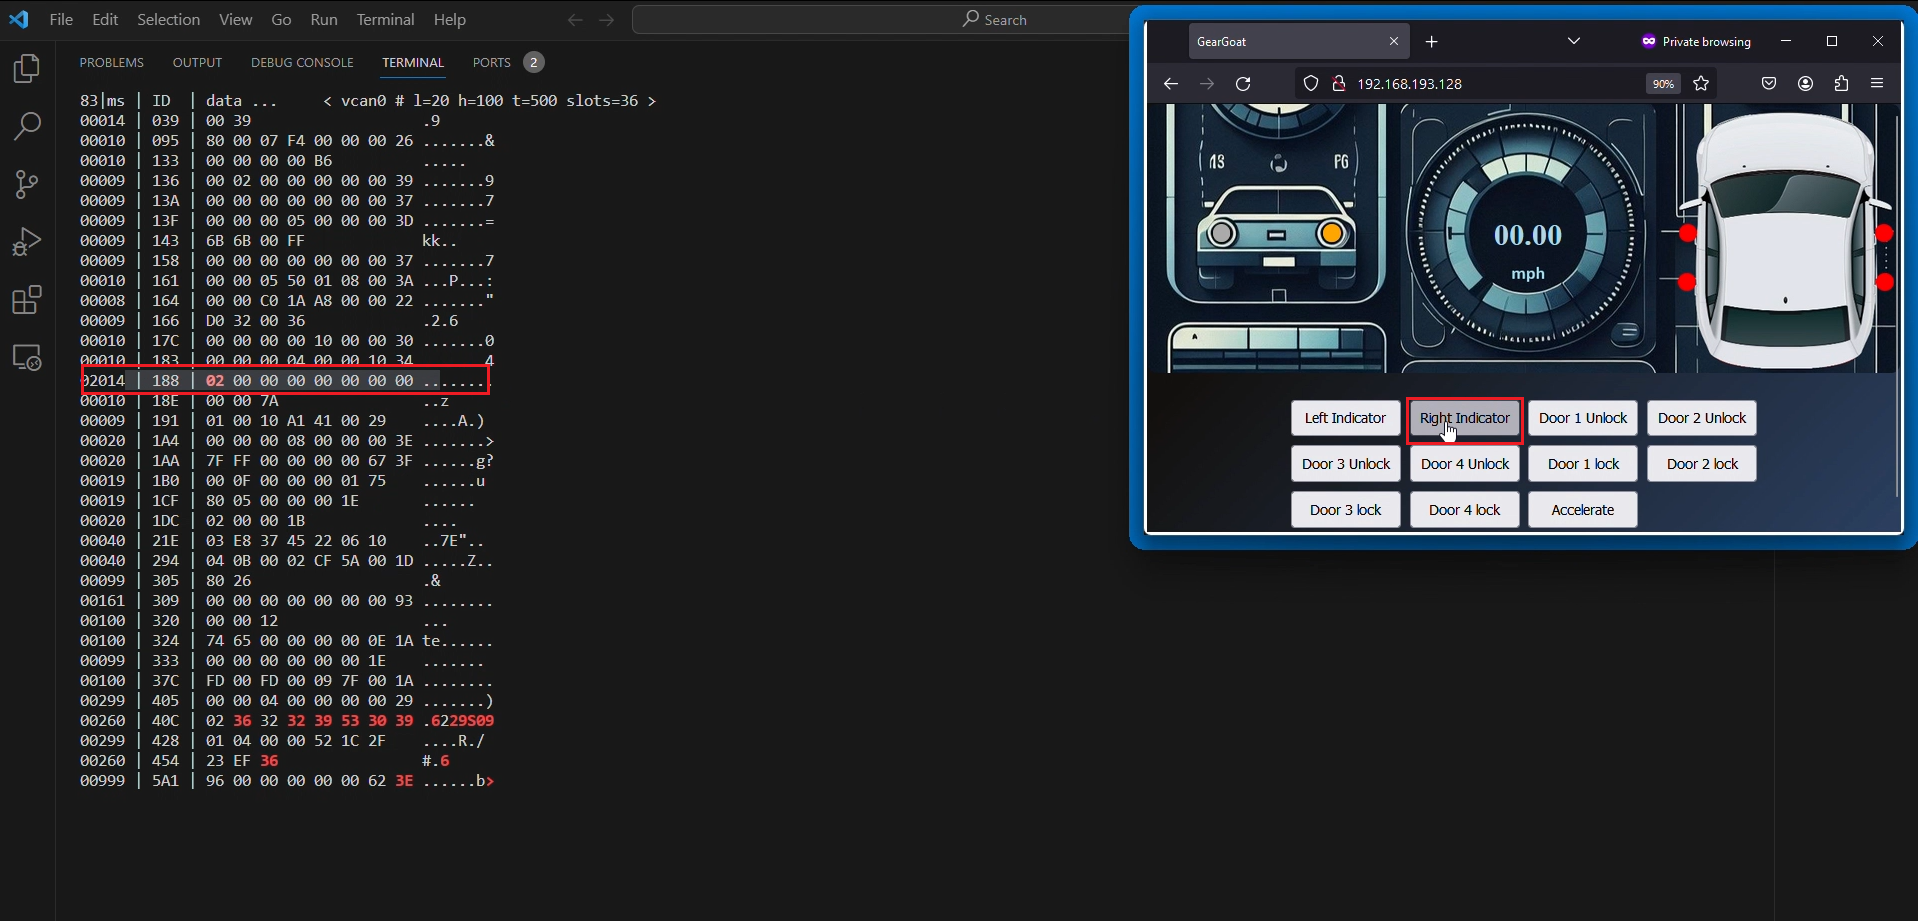 File Edit Selection View Go Run Terminal Help
Search
PROBLEMS OUTPUT DEBUG CONSOLE TERMINAL PORTS 2
83|ms | ID | data ... < vcan0 # l=20 h=100 t=500 slots=36 >
00014 | 039 | 00 39 .9
00010 | 095 | 80 00 07 F4 00 00 00 26 .......&
00010 | 133 | 00 00 00 00 B6 .....
00009 | 136 | 00 02 00 00 00 00 00 39 .......9
00009 | 13A | 00 00 00 00 00 00 00 37 .......7
00009 | 13F | 00 00 00 05 00 00 00 3D .......=
00009 | 143 | 6B 6B 00 FF kk..
00009 | 158 | 00 00 00 00 00 00 00 37 .......7
00010 | 161 | 00 00 05 50 01 08 00 3A ...P...:
00008 | 164 | 00 00 C0 1A A8 00 00 22 ......."
00009 | 166 | D0 32 00 36 .2.6
00010 | 17C | 00 00 00 00 10 00 00 30 .......0
00010 | 183 | 00 00 00 04 00 00 10 34 .......4
02014 | 188 | 02 00 00 00 00 00 00 00 ........
00010 | 18E | 00 00 7A ..z
00009 | 191 | 01 00 10 A1 41 00 29 ....A.)
00020 | 1A4 | 00 00 00 08 00 00 00 3E .......>
00020 | 1AA | 7F FF 00 00 00 00 67 3F ......g?
00019 | 1B0 | 00 0F 00 00 00 01 75 ......u
00019 | 1CF | 80 05 00 00 00 1E ......
00020 | 1DC | 02 00 00 1B ....
00040 | 21E | 03 E8 37 45 22 06 10 ..7E"..
00040 | 294 | 04 0B 00 02 CF 5A 00 1D .....Z..
00099 | 305 | 80 26 .&
00161 | 309 | 00 00 00 00 00 00 00 93 ........
00100 | 320 | 00 00 12 ...
00100 | 324 | 74 65 00 00 00 00 0E 1A te......
00099 | 333 | 00 00 00 00 00 00 1E .......
00100 | 37C | FD 00 FD 00 09 7F 00 1A ........
00299 | 405 | 00 00 04 00 00 00 00 29 .......)
00260 | 40C | 02 36 32 32 39 53 30 39 .6229S09
00299 | 428 | 01 04 00 00 52 1C 2F ....R./
00260 | 454 | 23 EF 36 #.6
00999 | 5A1 | 96 00 00 00 00 00 62 3E ......b>
GearGoat
Private browsing
192.168.193.128
90%
00.00
mph
A
Left Indicator Right Indicator Door 1 Unlock Door 2 Unlock
Door 3 Unlock Door 4 Unlock Door 1 lock Door 2 lock
Door 3 lock Door 4 lock Accelerate